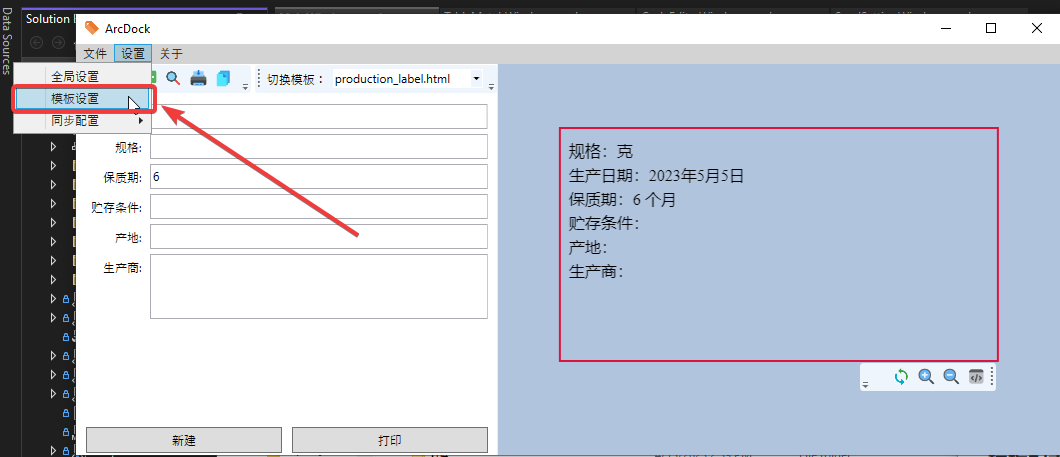 Data Sources
Solution
ArcDock
文件 设置 关于
全局设置
模板设置
同步配置
切换模板： production_label.html
规格:
保质期: 6
贮存条件:
产地:
生产商:
新建
打印
规格：克
生产日期：2023年5月5日
保质期：6 个月
贮存条件：
产地：
生产商：